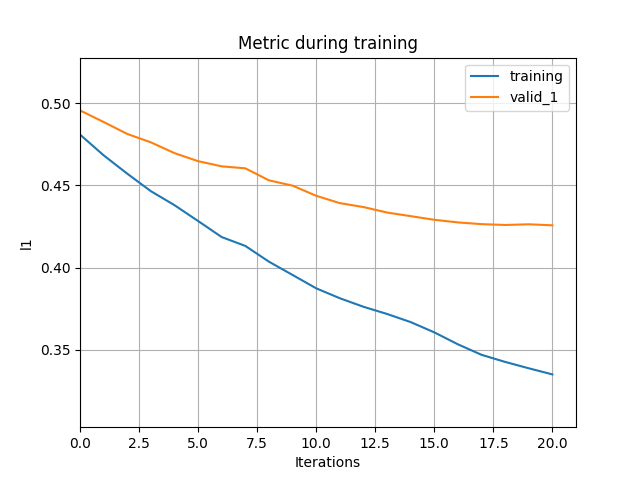 Metric during training
training
valid_1
0.50
0.45
0.40
0.35
l1
0.0 2.5 5.0 7.5 10.0 12.5 15.0 17.5 20.0
Iterations